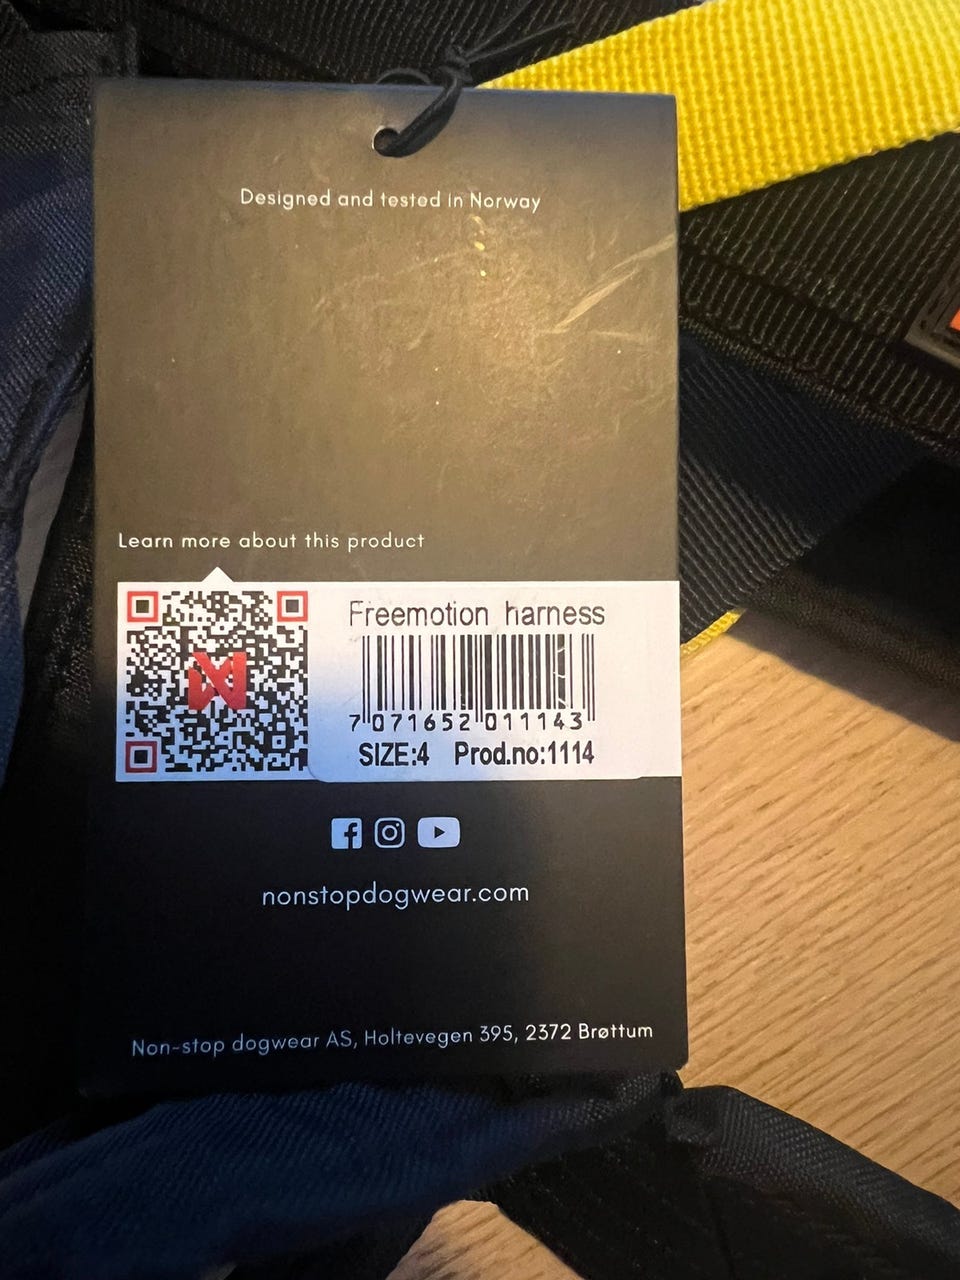 Designed and tested in Norway
Learn more about this product
Freemotion harness
7 071652 011143
SIZE:4 Prod.no:1114
nonstopdogwear.com
Non-stop dogwear AS, Holtevegen 395, 2372 Brøttum